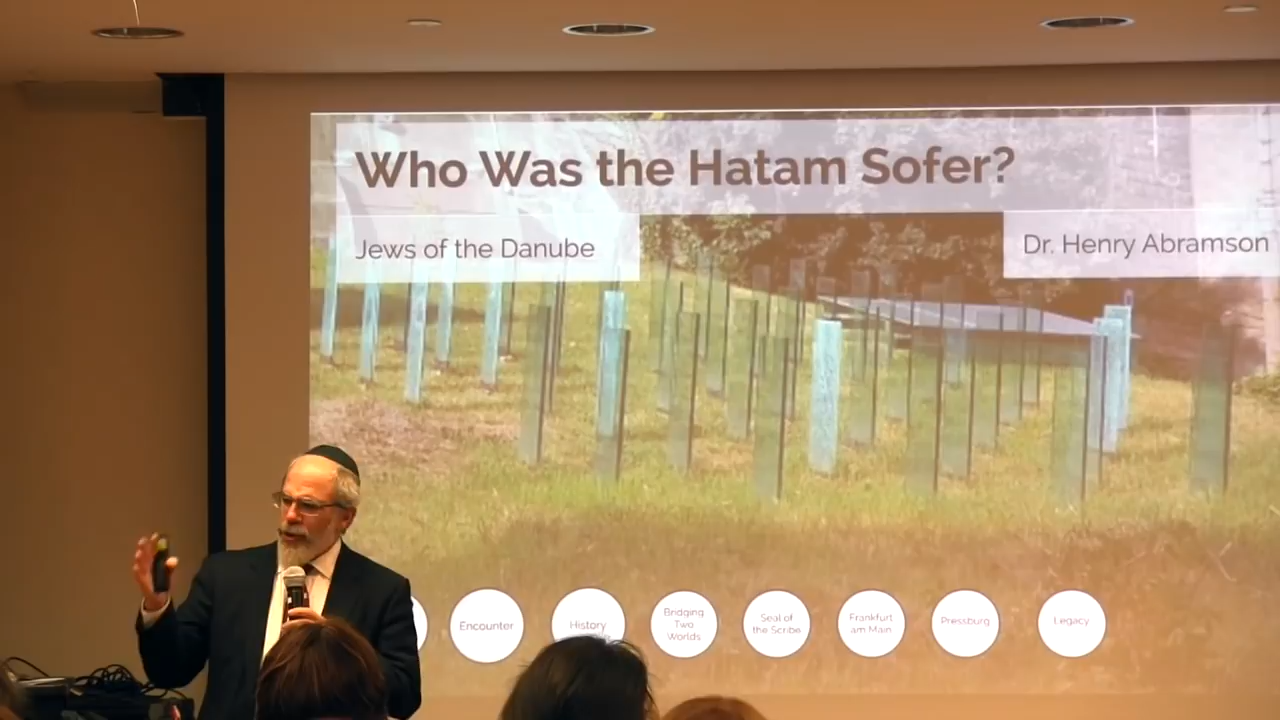 Who Was the Hatam Sofer?
Jews of the Danube
Dr. Henry Abramson
Encounter
History
Bridging
Two
Worlds
Seal of
the Scribe
Frankfurt
am Main
Pressburg
Legacy